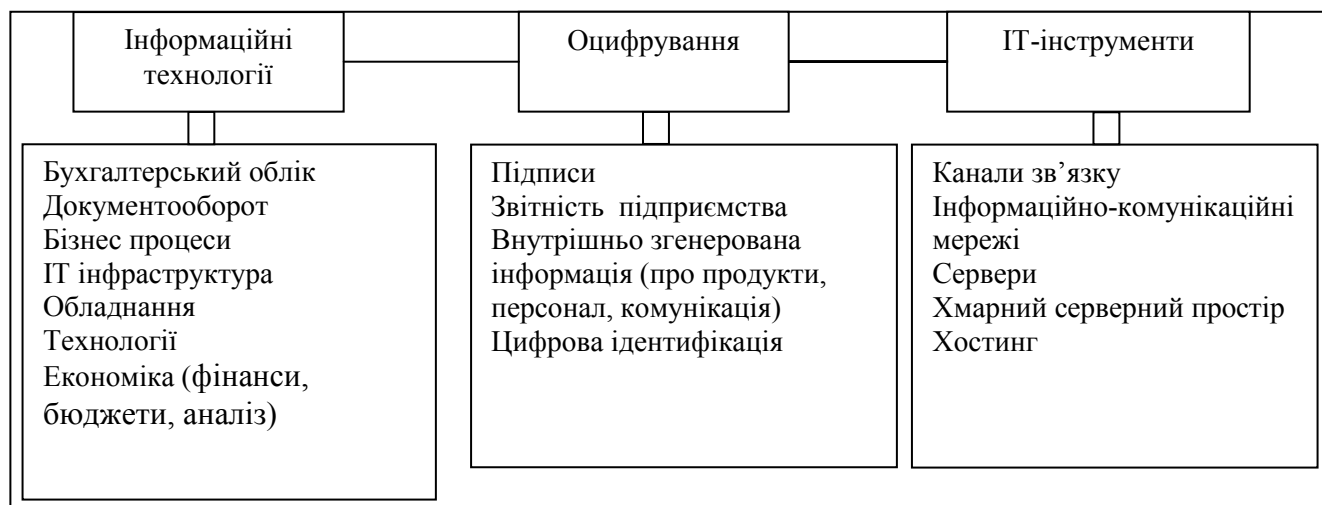 Інформаційні
технології
Оцифрування
ІТ-інструменти
Бухгалтерський облік
Документооборот
Бізнес процеси
ІТ інфраструктура
Обладнання
Технології
Економіка (фінанси,
бюджети, аналіз)
Підписи
Звітність підприємства
Внутрішньо згенерована
інформація (про продукти,
персонал, комунікація)
Цифрова ідентифікація
Канали зв’язку
Інформаційно-комунікаційні
мережі
Сервери
Хмарний серверний простір
Хостинг